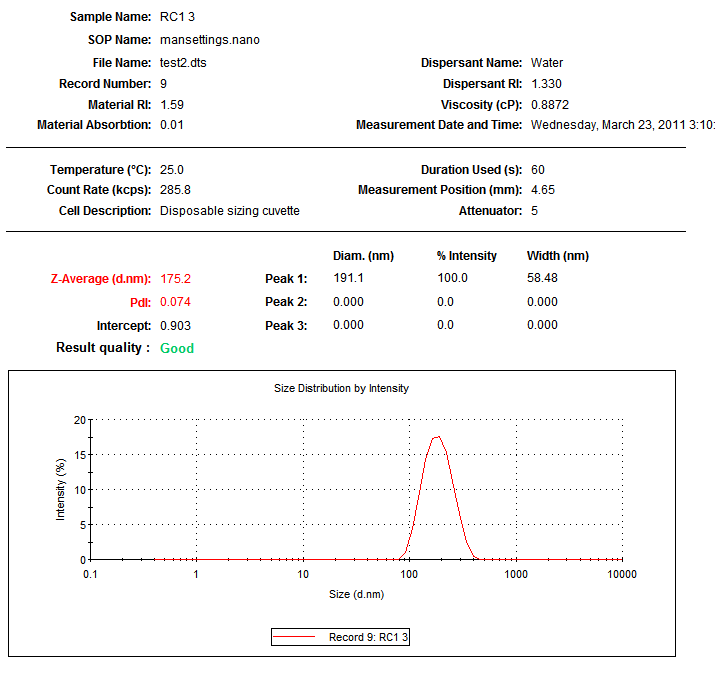 Sample Name: RC1 3
SOP Name: mansettings.nano
File Name: test2.dts Dispersant Name: Water
Record Number: 9 Dispersant RI: 1.330
Material RI: 1.59 Viscosity (cP): 0.8872
Material Absorbtion: 0.01 Measurement Date and Time: Wednesday, March 23, 2011 3:10:
Temperature (ºC): 25.0 Duration Used (s): 60
Count Rate (kcps): 285.8 Measurement Position (mm): 4.65
Cell Description: Disposable sizing cuvette Attenuator: 5
Diam. (nm) % Intensity Width (nm)
Z-Average (d.nm): 175.2 Peak 1: 191.1 100.0 58.48
PdI: 0.074 Peak 2: 0.000 0.0 0.000
Intercept: 0.903 Peak 3: 0.000 0.0 0.000
Result quality : Good
Size Distribution by Intensity
20
15
10
5
0
Intensity (%)
0.1 1 10 100 1000 10000
Size (d.nm)
Record 9: RC1 3